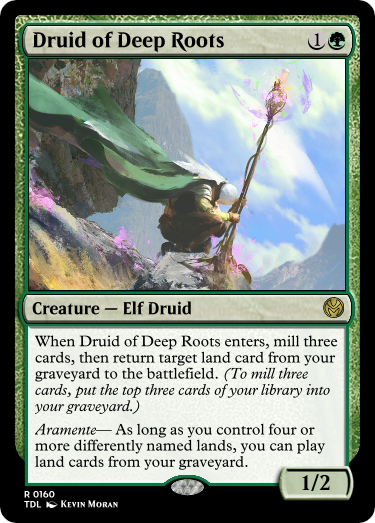 Druid of Deep Roots 1
Creature — Elf Druid
When Druid of Deep Roots enters, mill three
cards, then return target land card from your
graveyard to the battlefield. (To mill three
cards, put the top three cards of your library into
your graveyard.)
Aramente— As long as you control four or
more differently named lands, you can play
land cards from your graveyard.
1/2
R 0160
TDL Kevin Moran